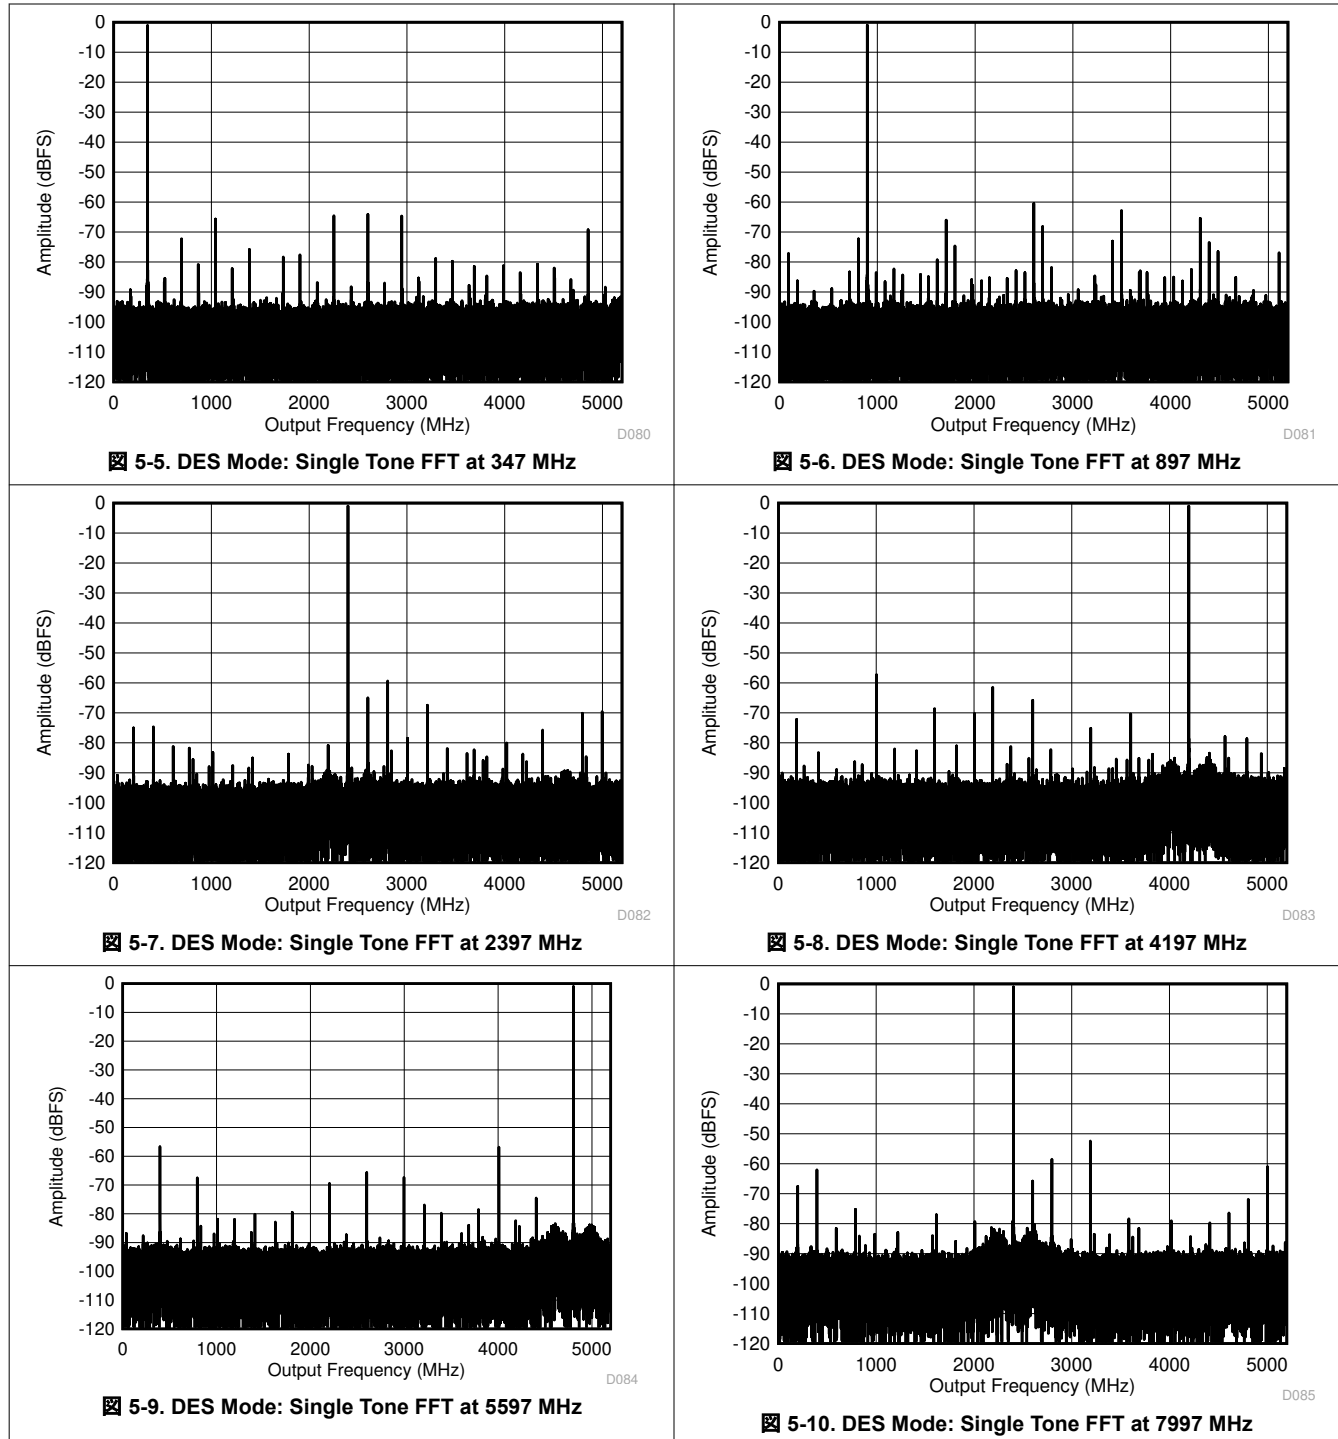 0
-10
-20
-30
-40
-50
-60
-70
-80
-90
-100
-110
-120
Amplitude (dBFS)
0 1000 2000 3000 4000 5000
Output Frequency (MHz)
D080
図 5-5. DES Mode: Single Tone FFT at 347 MHz
0
-10
-20
-30
-40
-50
-60
-70
-80
-90
-100
-110
-120
Amplitude (dBFS)
0 1000 2000 3000 4000 5000
Output Frequency (MHz)
D081
図 5-6. DES Mode: Single Tone FFT at 897 MHz
0
-10
-20
-30
-40
-50
-60
-70
-80
-90
-100
-110
-120
Amplitude (dBFS)
0 1000 2000 3000 4000 5000
Output Frequency (MHz)
D082
図 5-7. DES Mode: Single Tone FFT at 2397 MHz
0
-10
-20
-30
-40
-50
-60
-70
-80
-90
-100
-110
-120
Amplitude (dBFS)
0 1000 2000 3000 4000 5000
Output Frequency (MHz)
D083
図 5-8. DES Mode: Single Tone FFT at 4197 MHz
0
-10
-20
-30
-40
-50
-60
-70
-80
-90
-100
-110
-120
Amplitude (dBFS)
0 1000 2000 3000 4000 5000
Output Frequency (MHz)
D084
図 5-9. DES Mode: Single Tone FFT at 5597 MHz
0
-10
-20
-30
-40
-50
-60
-70
-80
-90
-100
-110
-120
Amplitude (dBFS)
0 1000 2000 3000 4000 5000
Output Frequency (MHz)
D085
図 5-10. DES Mode: Single Tone FFT at 7997 MHz